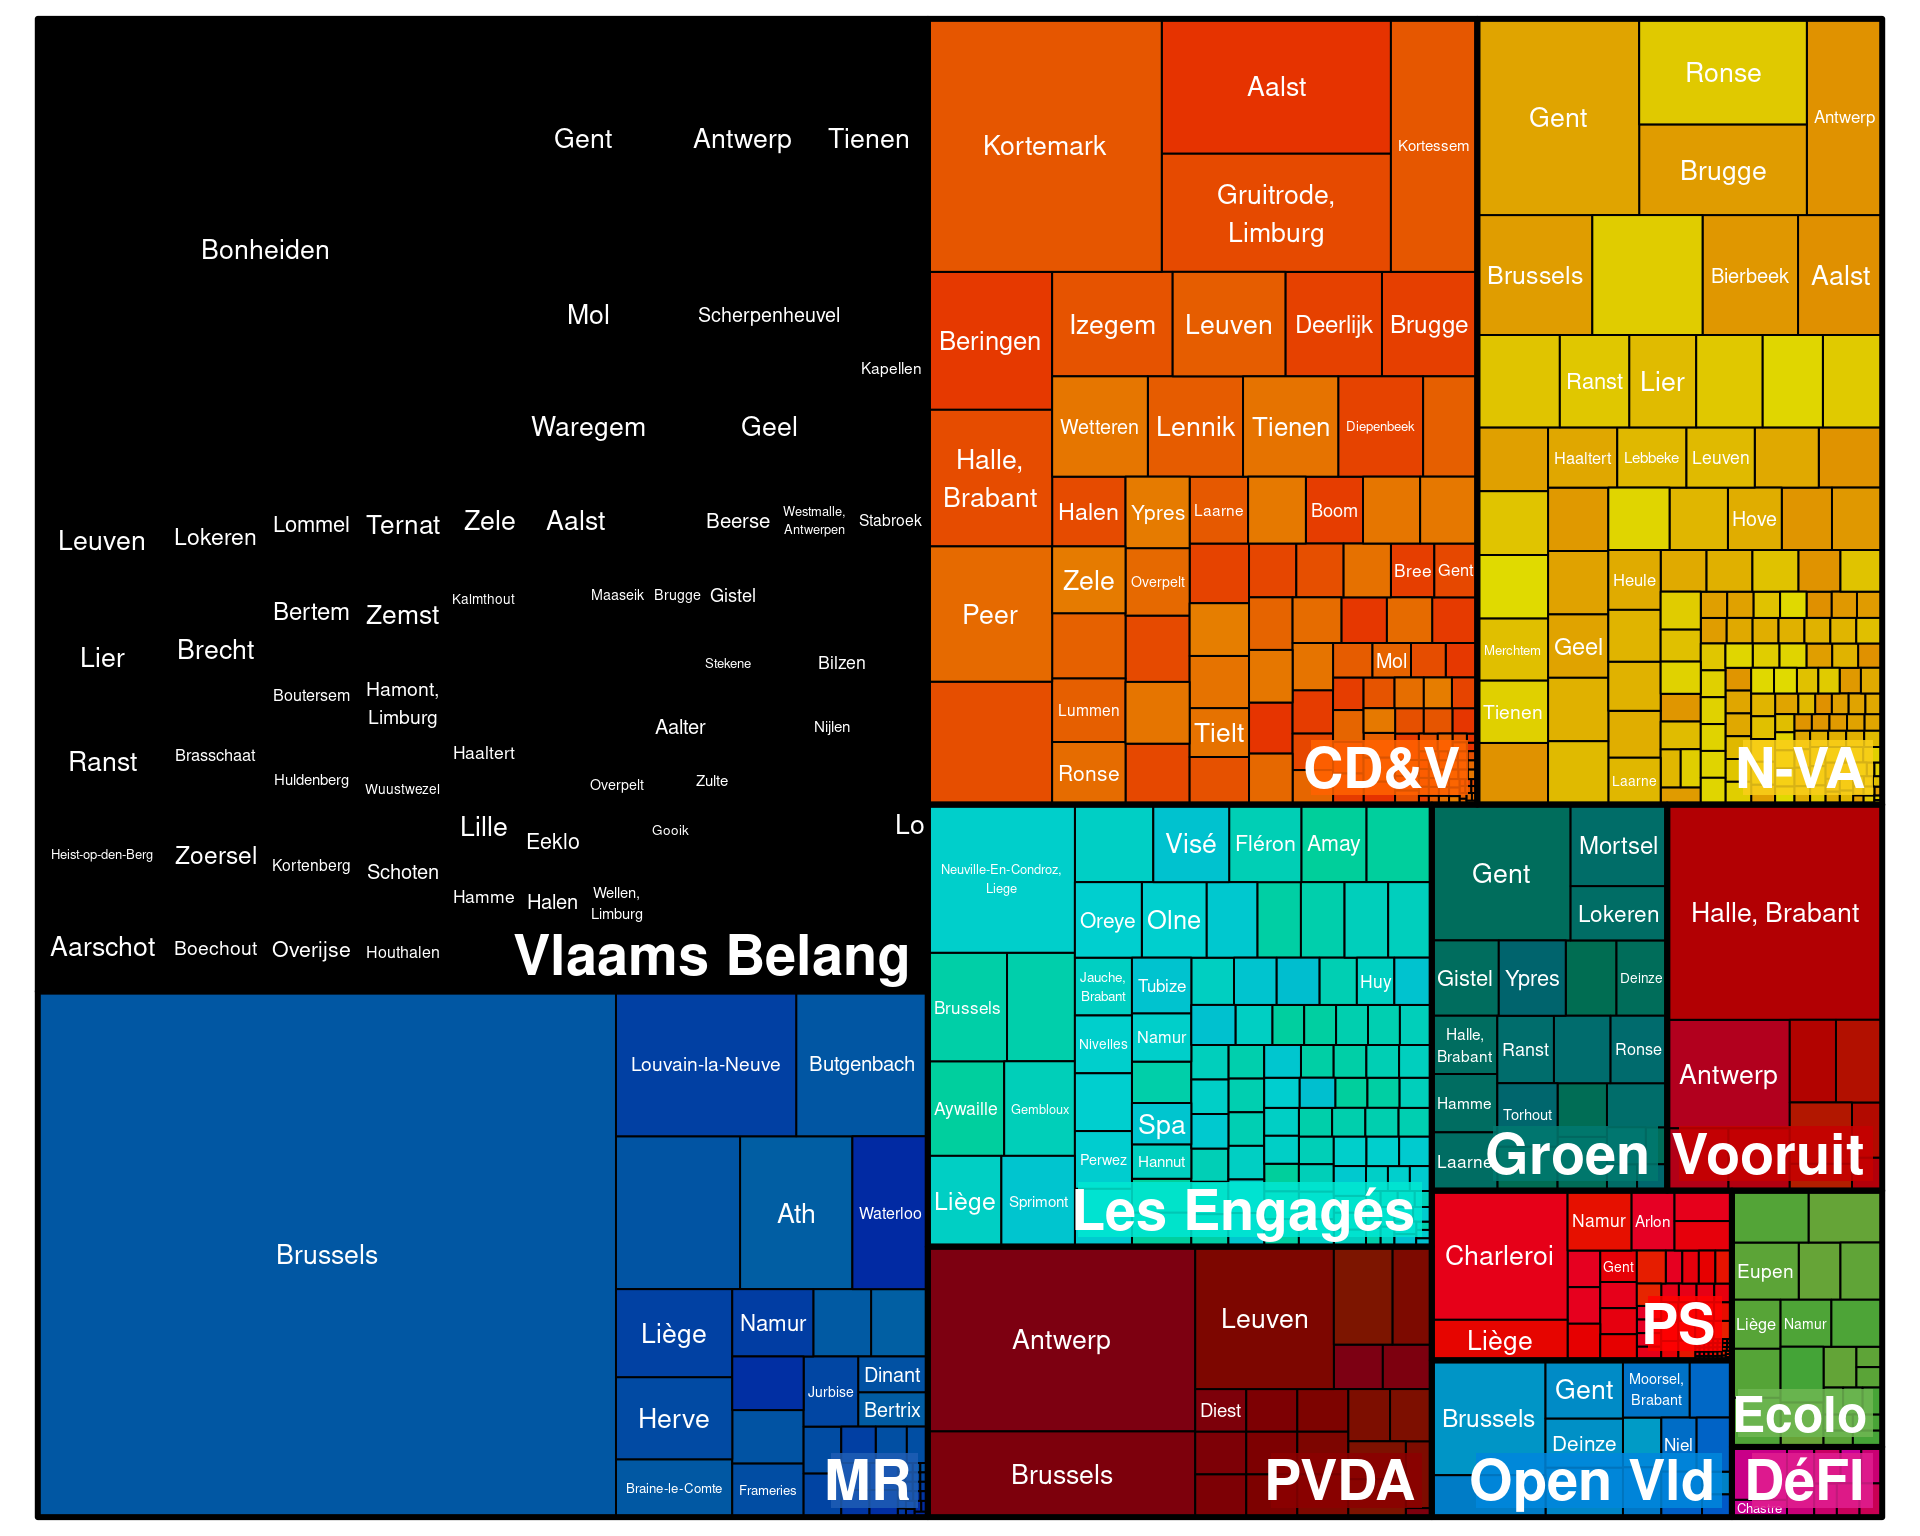 Gent
Antwerp
Tienen
Bonheiden
Mol
Scherpenheuvel
Kapellen
Waregem
Geel
Leuven
Lokeren
Lommel
Ternat
Zele
Aalst
Beerse
Westmalle,
Antwerpen
Stabroek
Bertem
Zemst
Kalmthout
Maaseik
Brugge
Gistel
Lier
Brecht
Stekene
Bilzen
Boutersem
Hamont,
Limburg
Aalter
Nijlen
Ranst
Brasschaat
Huldenberg
Wuustwezel
Haaltert
Overpelt
Zulte
Lille
Eeklo
Gooik
Lo
Heist-op-den-Berg
Zoersel
Kortenberg
Schoten
Hamme
Halen
Wellen,
Limburg
Aarschot
Boechout
Overijse
Houthalen
Vlaams Belang
Kortemark
Aalst
Gruitrode,
Limburg
Kortessem
Beringen
Izegem
Leuven
Deerlijk
Brugge
Halle,
Brabant
Wetteren
Lennik
Tienen
Diepenbeek
Halen
Ypres
Laarne
Boom
Peer
Zele
Overpelt
Bree
Gent
Mol
Lummen
Tielt
Ronse
CD&V
Gent
Ronse
Brugge
Antwerp
Brussels
Bierbeek
Aalst
Ranst
Lier
Haaltert
Lebbeke
Leuven
Hove
Heule
Merchtem
Geel
Tienen
Laarne
N-VA
Brussels
Louvain-la-Neuve
Butgenbach
Ath
Waterloo
Liège
Namur
Herve
Jurbise
Dinant
Bertrix
Braine-le-Comte
Frameries
MR
Neuville-En-Condroz,
Liege
Visé
Fléron
Amay
Oreye
Olne
Brussels
Jauche,
Brabant
Tubize
Huy
Nivelles
Namur
Aywaille
Gembloux
Spa
Perwez
Hannut
Liège
Sprimont
Les Engagés
Gent
Mortsel
Lokeren
Gistel
Ypres
Deinze
Halle,
Brabant
Ranst
Ronse
Hamme
Torhout
Laarne
Groen
Halle, Brabant
Antwerp
Vooruit
Antwerp
Leuven
Diest
Brussels
PVDA
Charleroi
Namur
Arlon
Gent
Liège
PS
Eupen
Liège
Namur
Ecolo
Brussels
Gent
Moorsel,
Brabant
Deinze
Niel
Open Vld
DéFI
Chastre